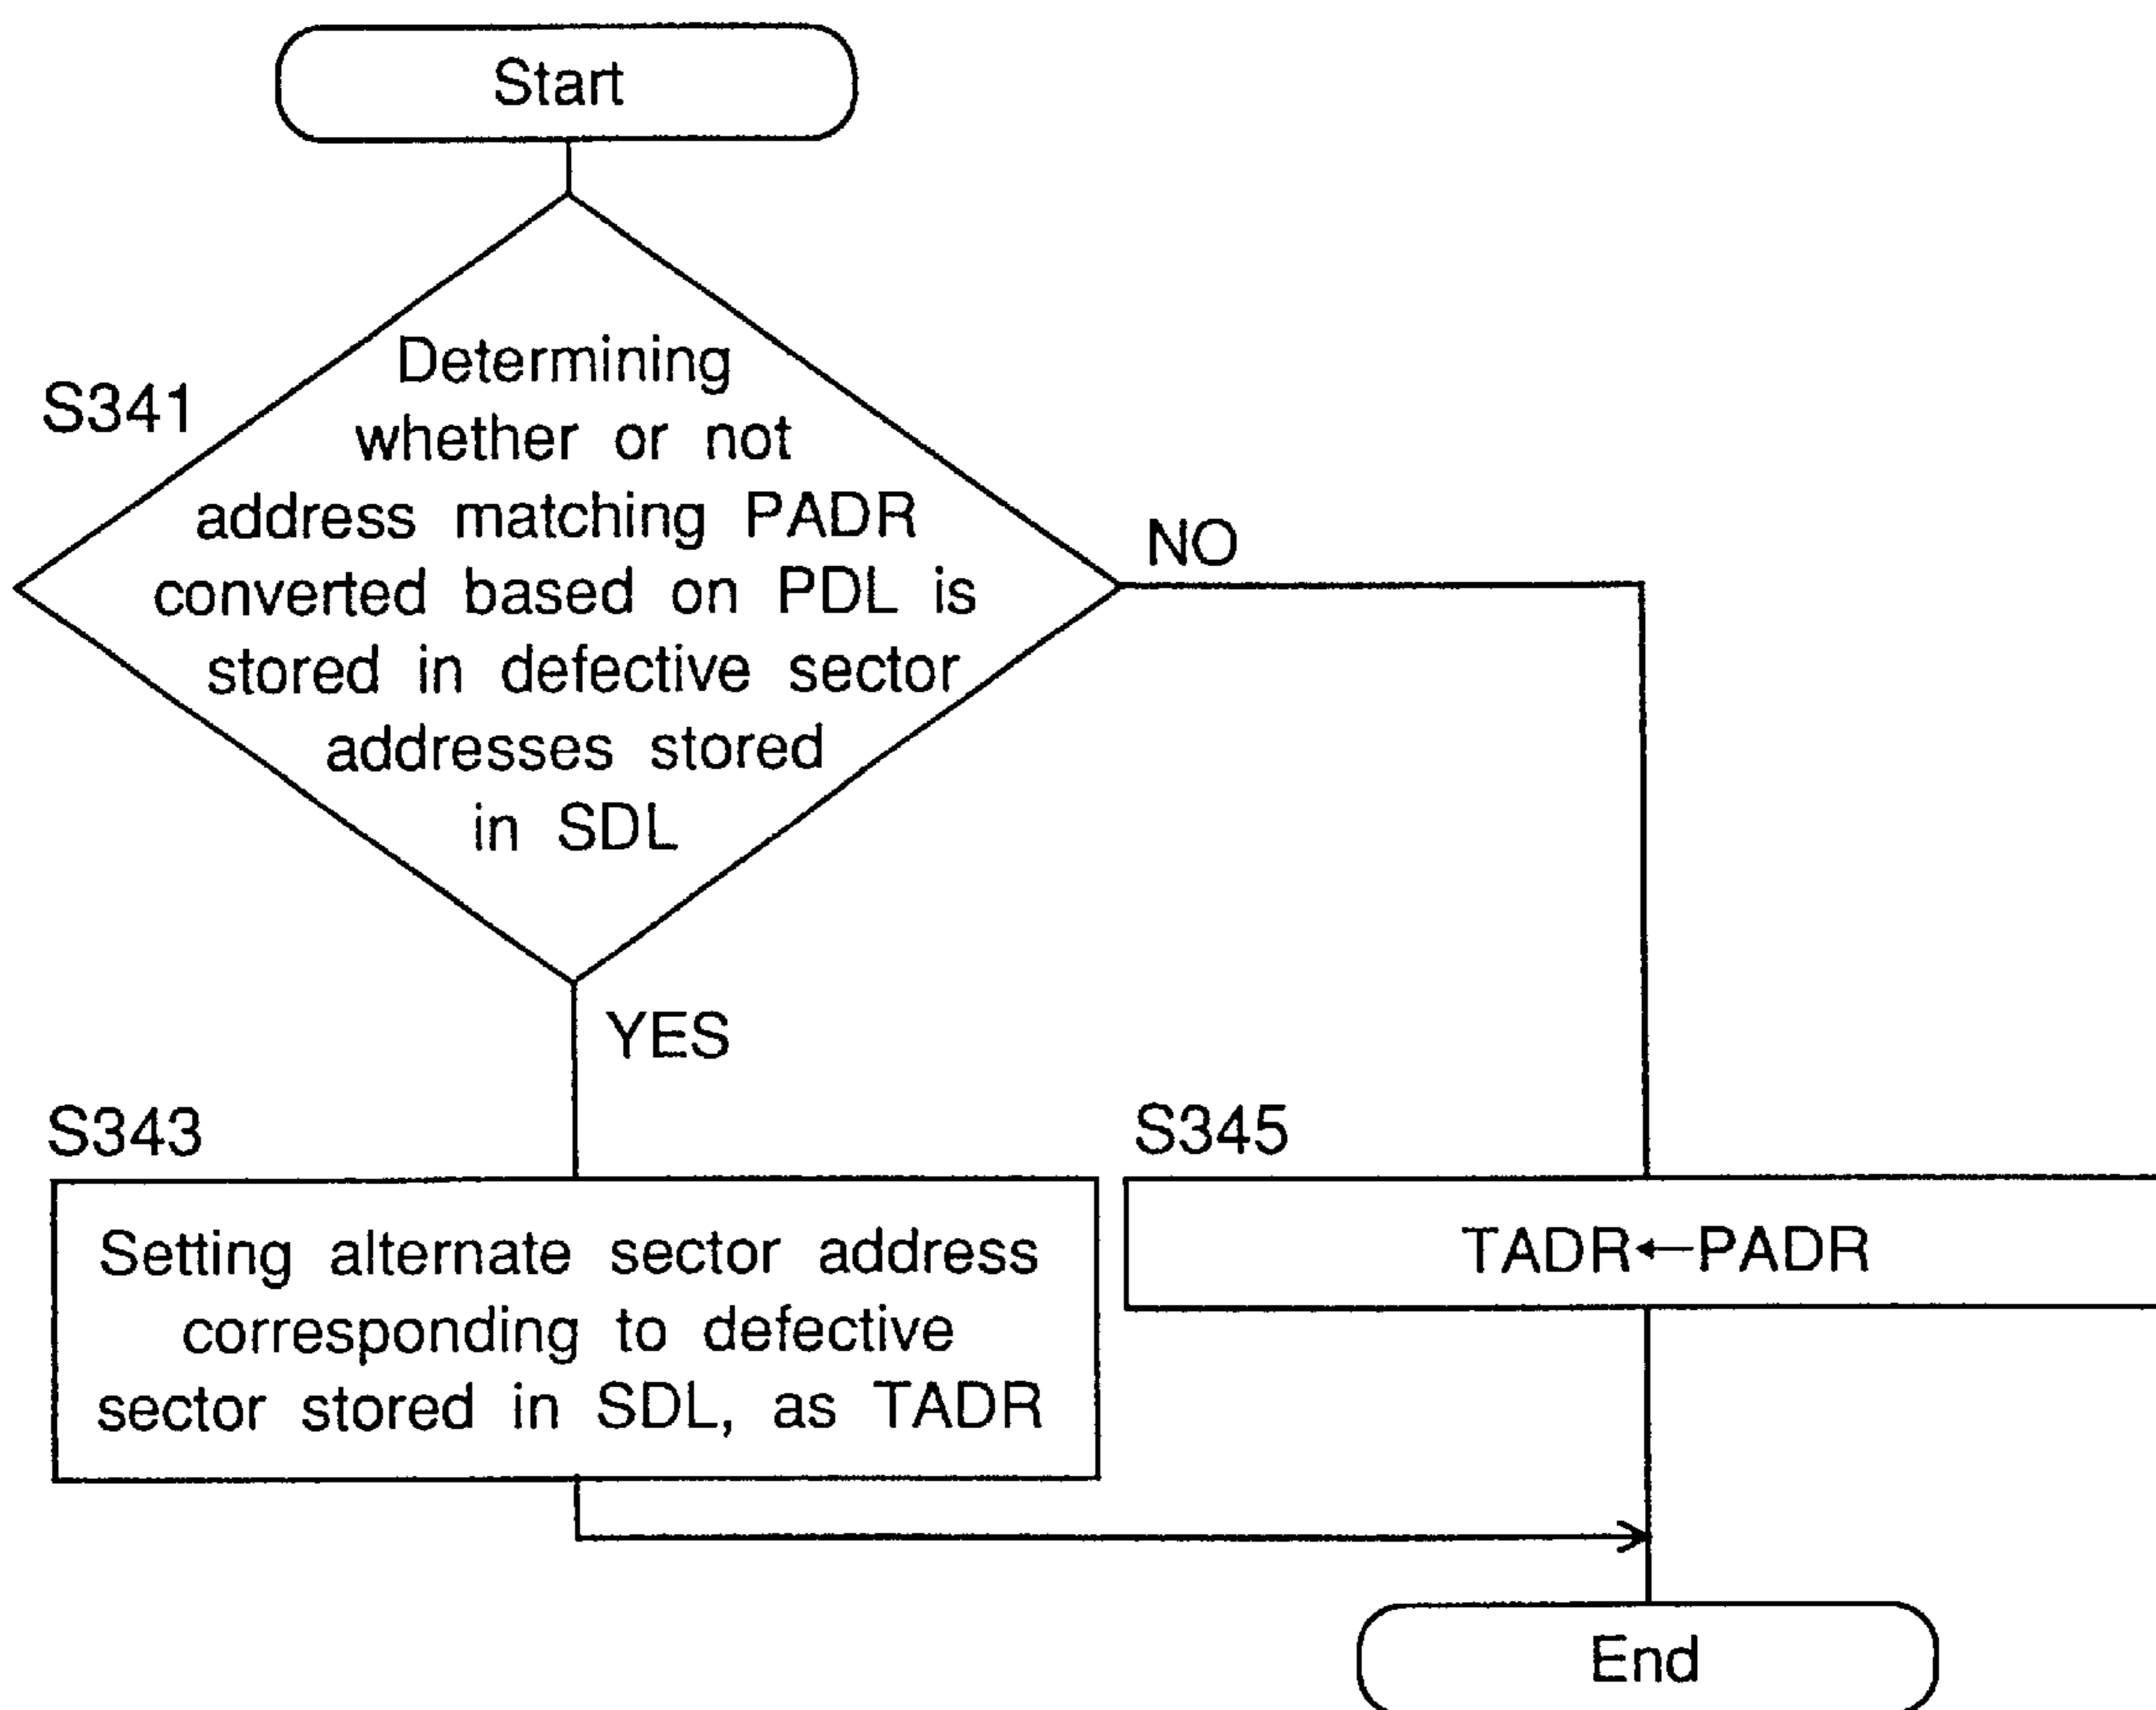 Start
S341
Determining
whether or not
address matching PADR
converted based on PDL is
stored in defective sector
addresses stored
in SDL
NO
YES
S343
Setting alternate sector address
corresponding to defective
sector stored in SDL, as TADR
S345
TADR←PADR
End